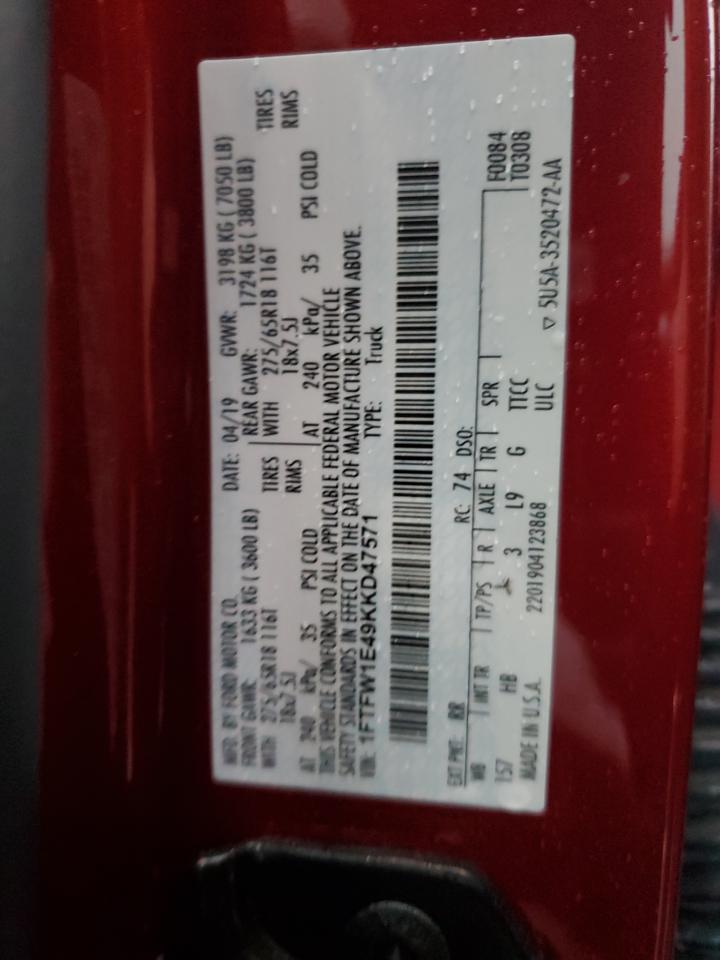 MFD. BY FORD MOTOR CO.
DATE: 04/19 GVWR: 3198 KG ( 7050 LB)
FRONT GAWR: 1633 KG ( 3600 LB) REAR GAWR: 1724 KG ( 3800 LB)
WITH 275/65R18 116T TIRES WITH 275/65R18 116T TIRES
18x7.5J RIMS 18x7.5J RIMS
AT 240 kPa/ 35 PSI COLD AT 240 kPa/ 35 PSI COLD
THIS VEHICLE CONFORMS TO ALL APPLICABLE FEDERAL MOTOR VEHICLE
SAFETY STANDARDS IN EFFECT ON THE DATE OF MANUFACTURE SHOWN ABOVE.
VIN: 1FTFW1E49KKD47571 TYPE: Truck
EXT PNT: RR RC: 74 DSO: F0084
WB INT TR TP/PS R AXLE TR SPR T0308
157 HB 3 L9 G TTCC
ULC
MADE IN U.S.A. 2201904123868 ▽ 5U5A-3520472-AA